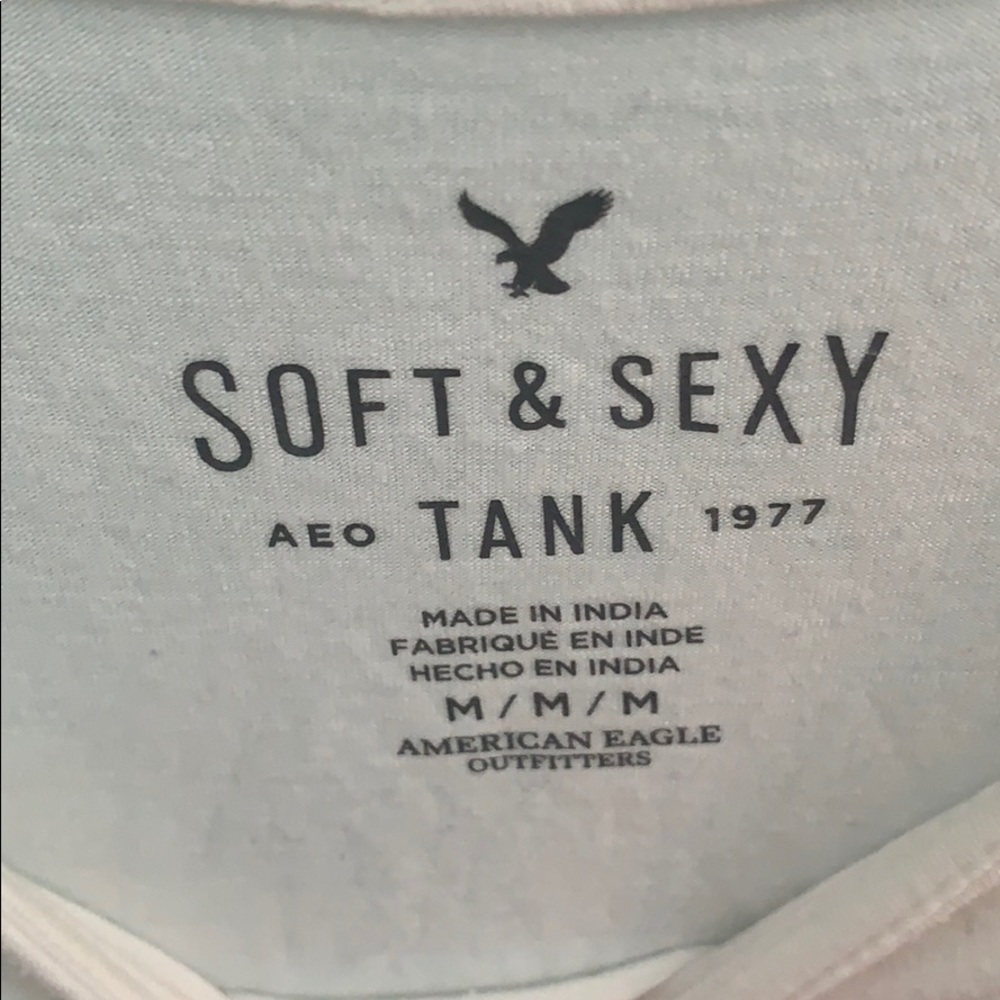 SOFT & SEXY
AEO TANK 1977
MADE IN INDIA
FABRIQUÉ EN INDE
HECHO EN INDIA
M / M / M
AMERICAN EAGLE
OUTFITTERS